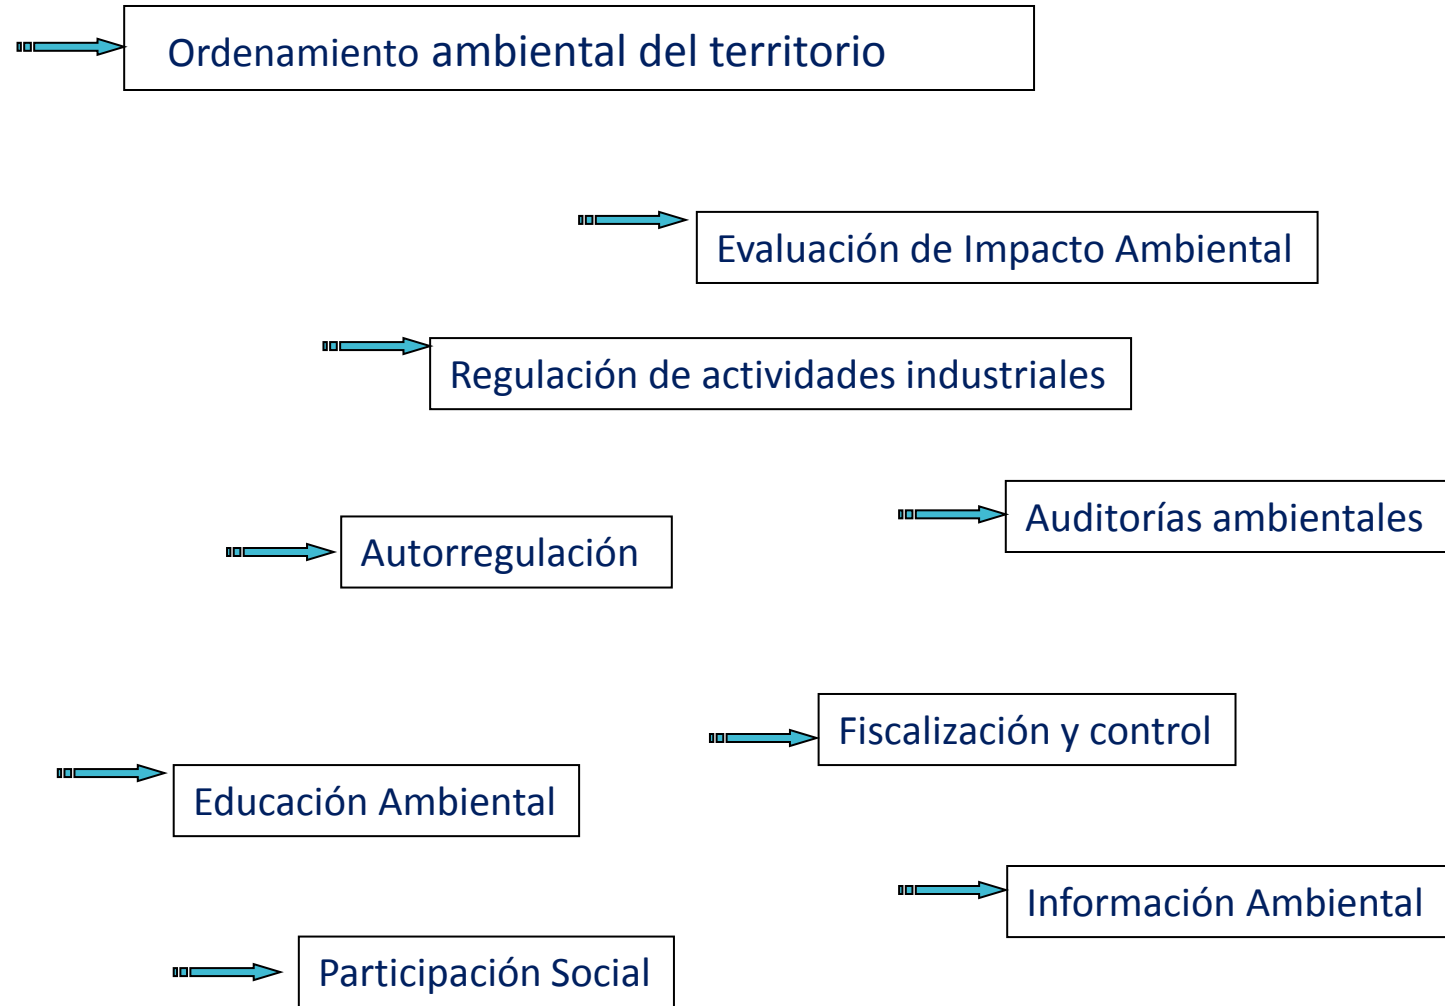 Ordenamiento ambiental del territorio
Evaluación de Impacto Ambiental
Regulación de actividades industriales
Auditorías ambientales
Autorregulación
Fiscalización y control
Educación Ambiental
Información Ambiental
Participación Social